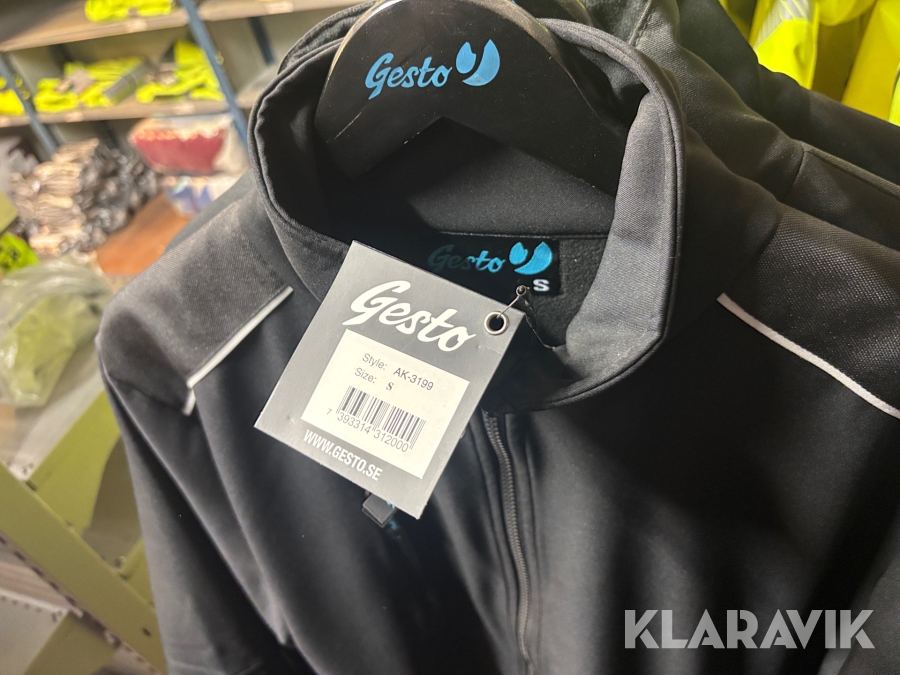 Gesto
Gesto
S
Gesto
Style: AK-3199
Size: S
7 393314 312000
WWW.GESTO.SE
KLARAVIK